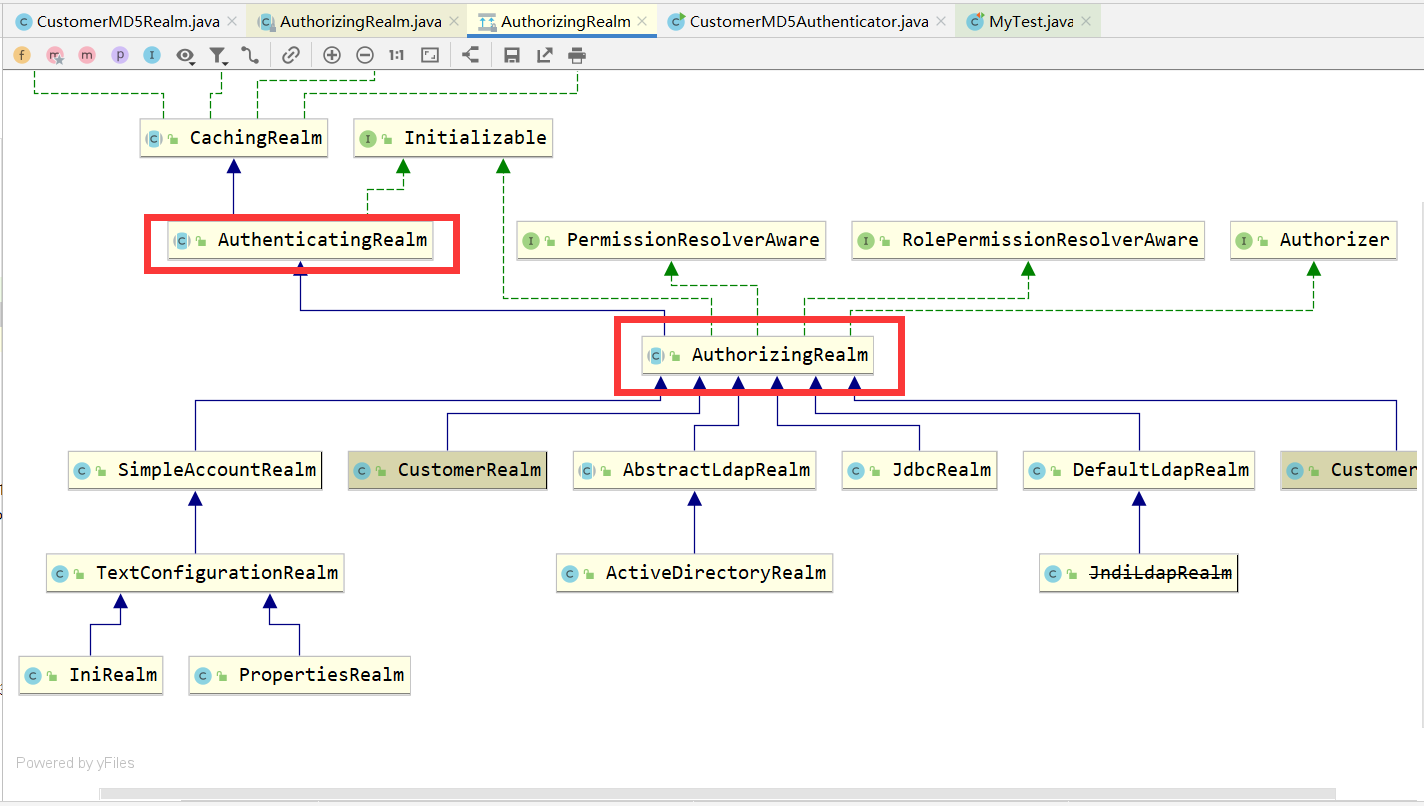 CustomerMD5Realm.java AuthorizingRealm.java AuthorizingRealm CustomerMD5Authenticator.java MyTest.java
f m m p I 1:1
C CachingRealm I Initializable
C AuthenticatingRealm I PermissionResolverAware I RolePermissionResolverAware I Authorizer
C AuthorizingRealm
C SimpleAccountRealm C CustomerRealm C AbstractLdapRealm C JdbcRealm C DefaultLdapRealm C Customer
C TextConfigurationRealm C ActiveDirectoryRealm C JndiLdapRealm
C IniRealm C PropertiesRealm
Powered by yFiles